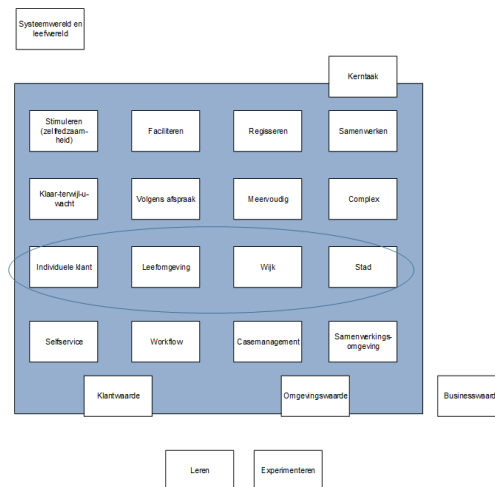 Systeemwereld en
leefwereld
Kerntaak
Stimuleren
(zelfredzaam-
heid)
Faciliteren
Regisseren
Samenwerken
Klaar-terwijl-u-
wacht
Volgens afspraak
Meervoudig
Complex
Individuele klant
Leefomgeving
Wijk
Stad
Selfservice
Workflow
Casemanagement
Samenwerkings-
omgeving
Klantwaarde
Omgevingswaarde
Businesswaard
Leren
Experimenteren